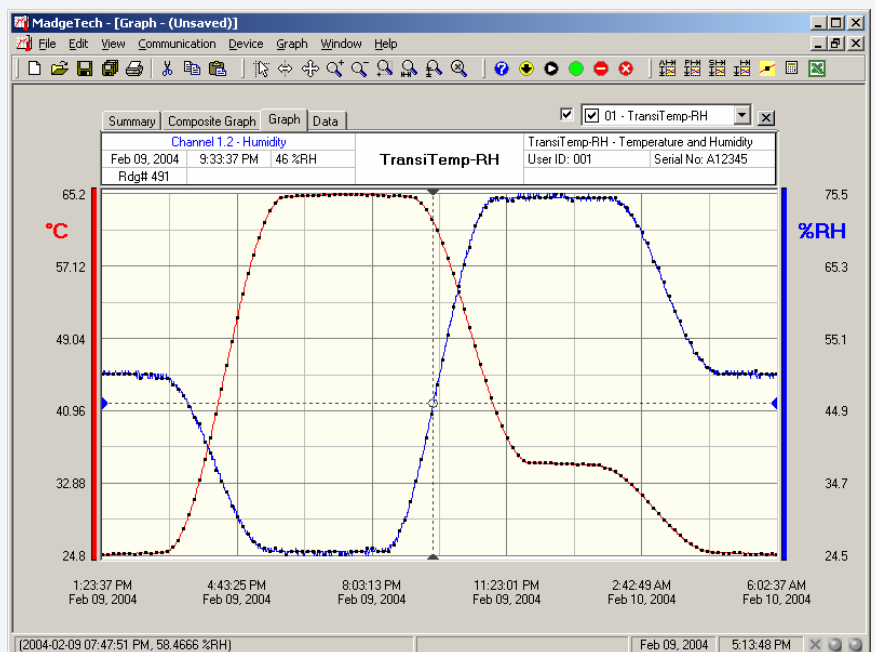 MadgeTech - [Graph - (Unsaved)]
File Edit View Communication Device Graph Window Help
Summary Composite Graph Graph Data 01 - TransiTemp-RH
Channel 1.2 - Humidity TransiTemp-RH TransiTemp-RH - Temperature and Humidity
Feb 09, 2004 9:33:37 PM 46 %RH User ID: 001 Serial No: A12345
Rdg# 491
65.2 75.5
°C %RH
57.12 65.3
49.04 55.1
40.96 44.9
32.88 34.7
24.8 24.5
1:23:37 PM 4:43:25 PM 8:03:13 PM 11:23:01 PM 2:42:49 AM 6:02:37 AM
Feb 09, 2004 Feb 09, 2004 Feb 09, 2004 Feb 09, 2004 Feb 10, 2004 Feb 10, 2004
(2004-02-09 07:47:51 PM, 58.4666 %RH) Feb 09, 2004 5:13:48 PM